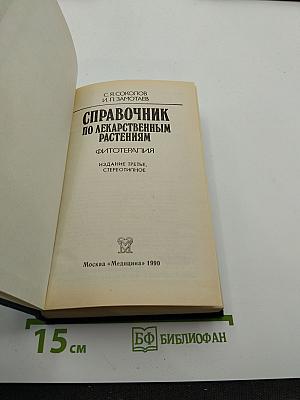 С. Я. СОКОЛОВ
И. П. ЗАМОТАЕВ
СПРАВОЧНИК
ПО ЛЕКАРСТВЕННЫМ
РАСТЕНИЯМ
ФИТОТЕРАПИЯ
ИЗДАНИЕ ТРЕТЬЕ,
СТЕРЕОТИПНОЕ
Москва «Медицина» 1990
15 см
БФ БИБЛИОФАН